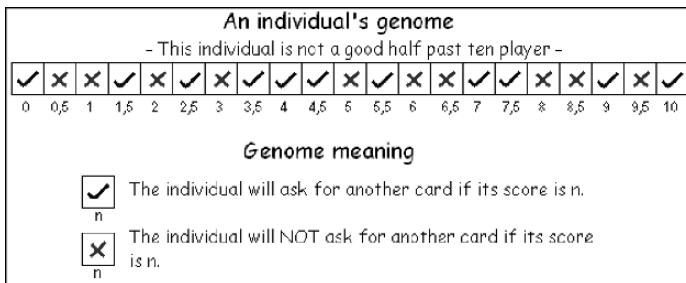 An individual's genome
- This individual is not a good half past ten player -
0 0,5 1 1,5 2 2,5 3 3,5 4 4,5 5 5,5 6 6,5 7 7,5 8 8,5 9 9,5 10
Genome meaning
The individual will ask for another card if its score is n.
n
The individual will NOT ask for another card if its score
is n.
n